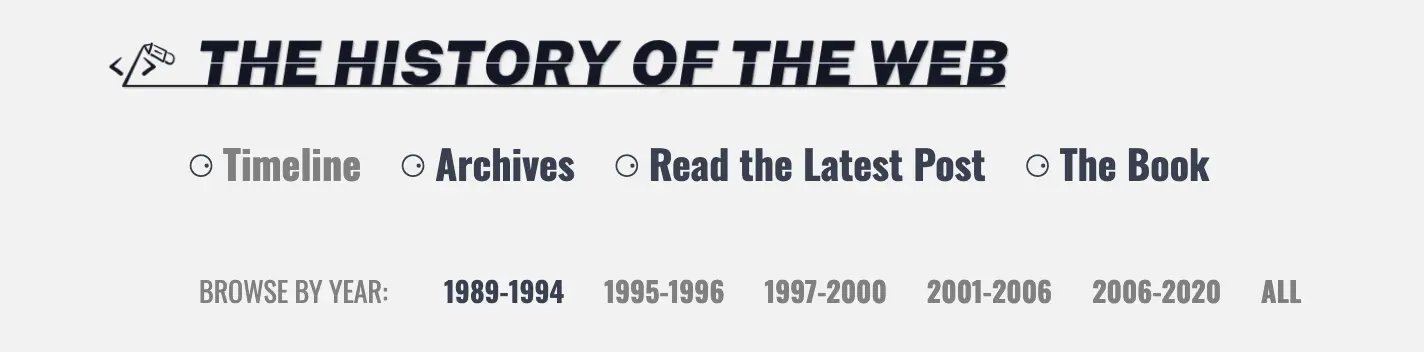 THE HISTORY OF THE WEB
Timeline Archives Read the Latest Post The Book
BROWSE BY YEAR: 1989-1994 1995-1996 1997-2000 2001-2006 2006-2020 ALL